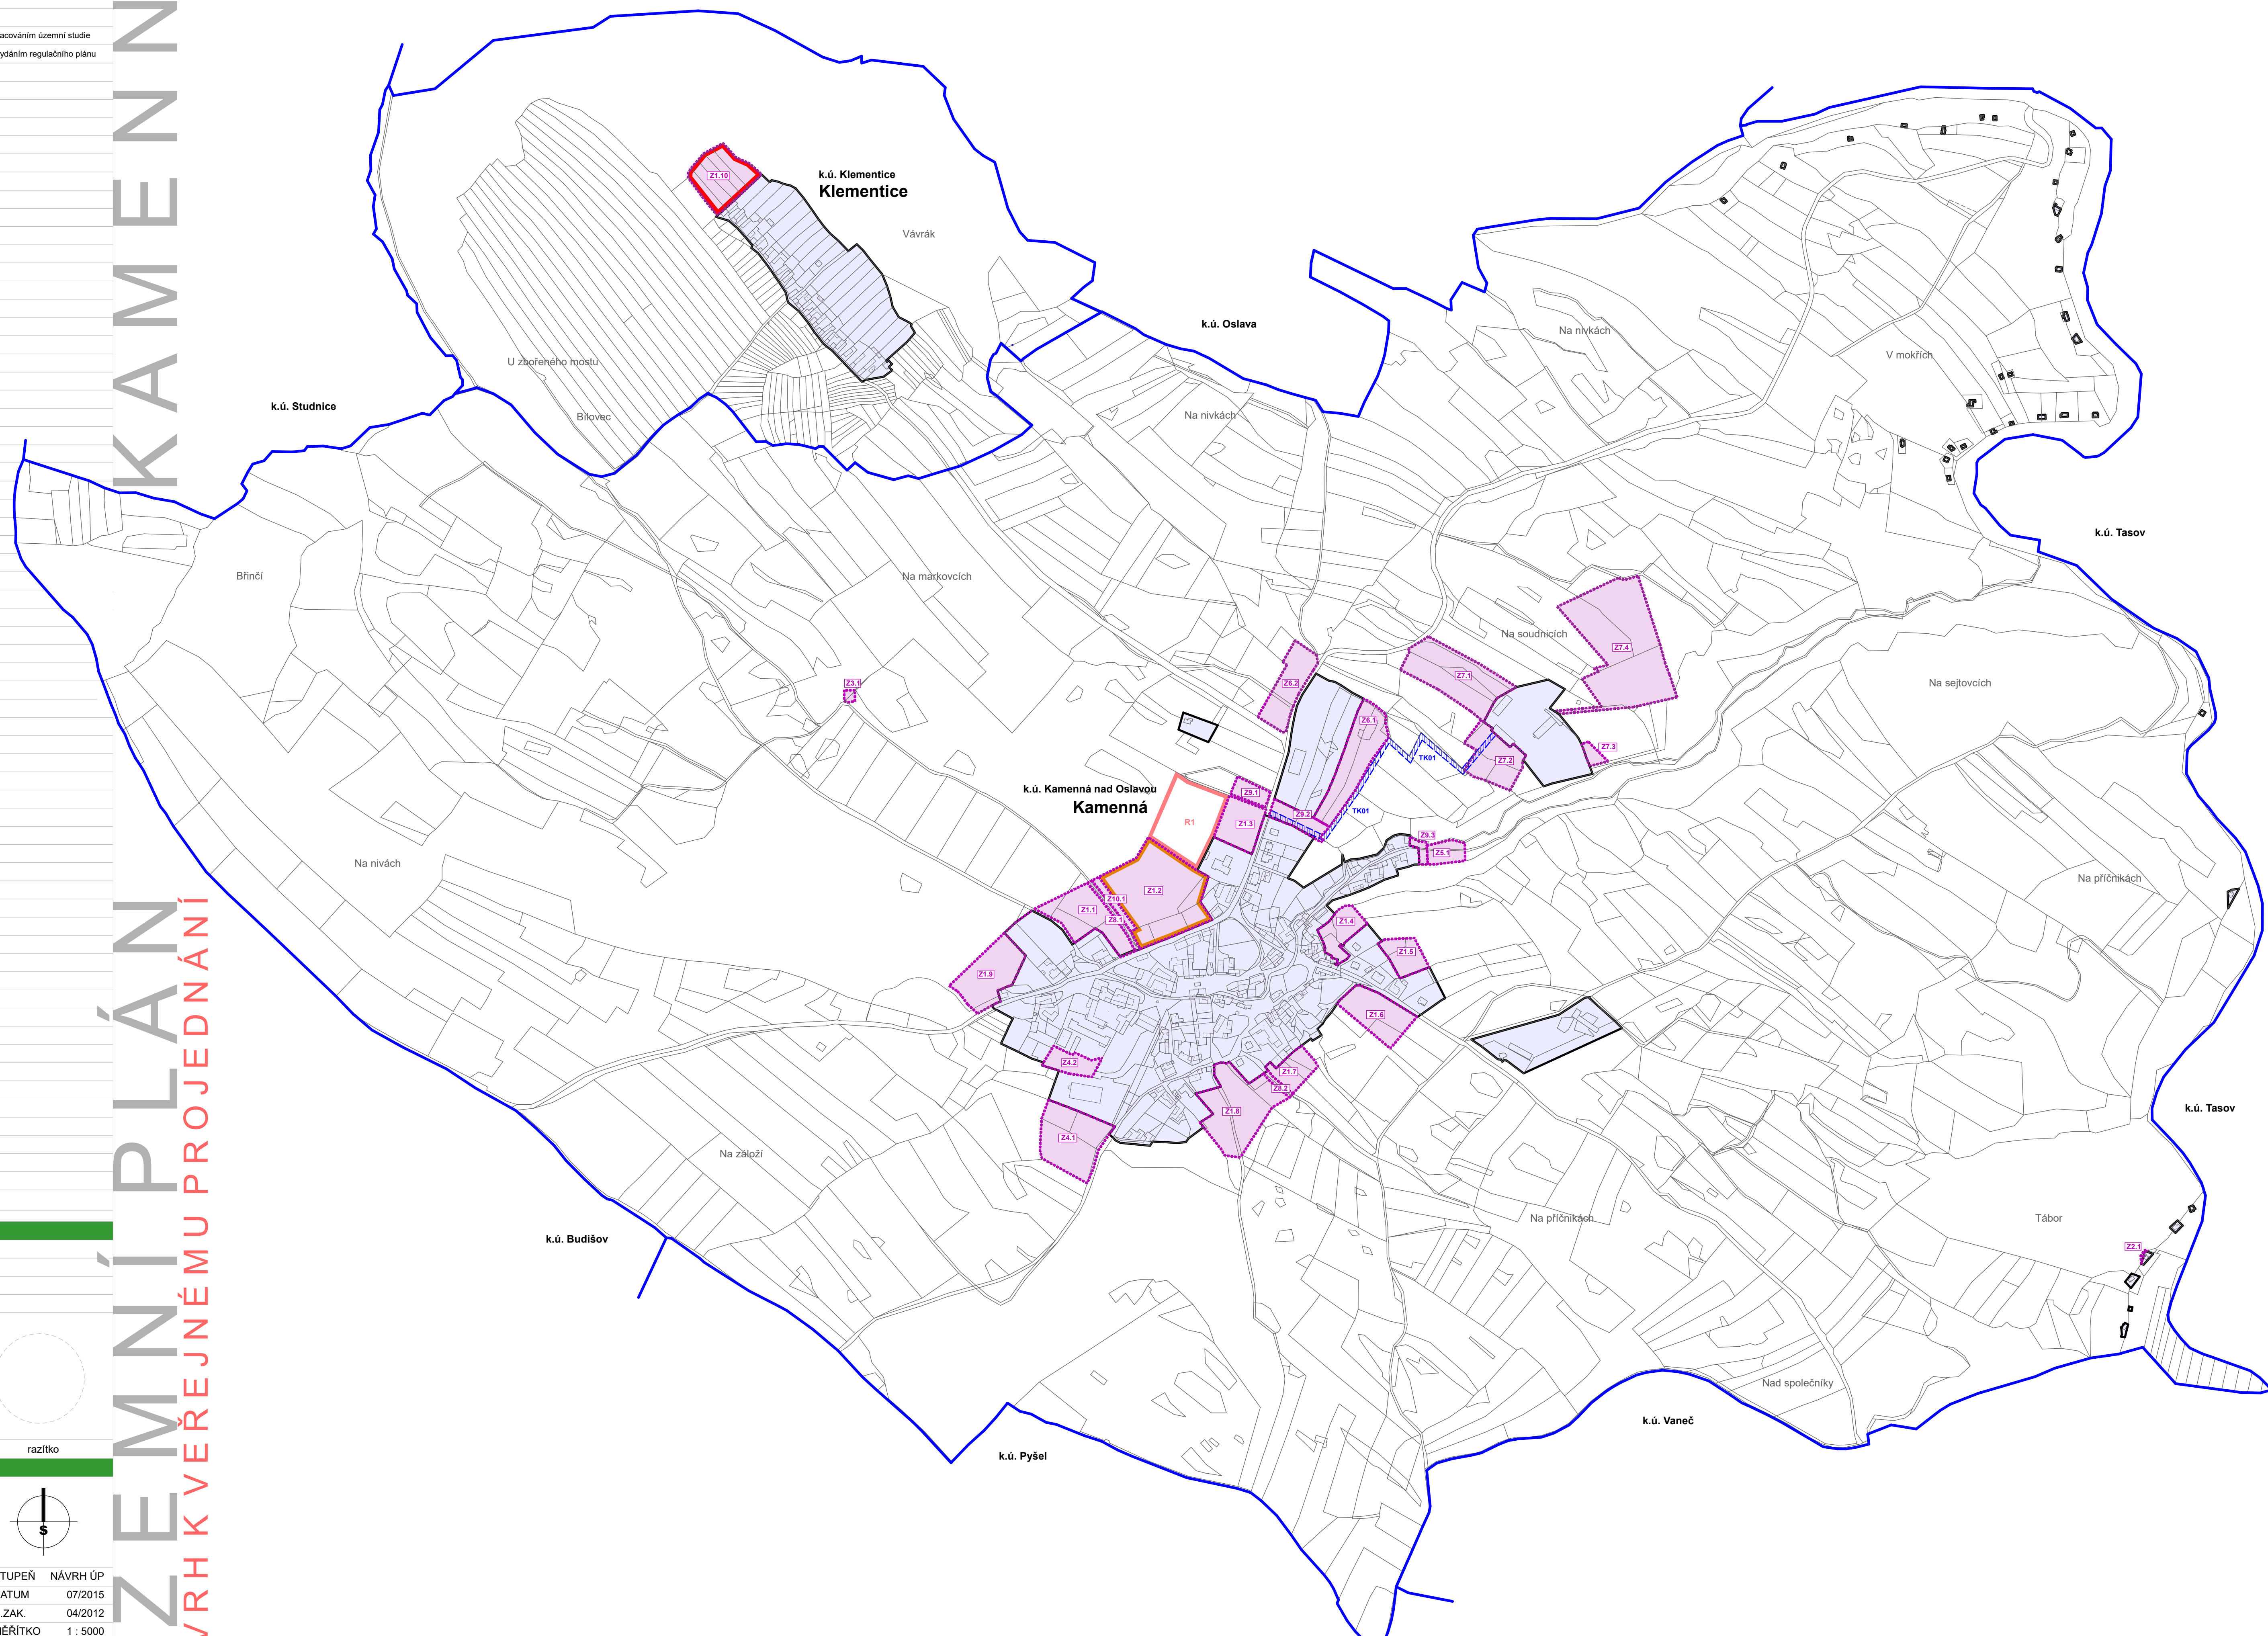 acováním územní studie
ydáním regulačního plánu
razítko
S
TUPEŇ NÁVRH ÚP
ATUM 07/2015
.ZAK. 04/2012
MĚŘÍTKO 1 : 5000
ZEMNÍ PLÁN KAMENN
VRH K VEŘEJNÉMU PROJEDNÁNÍ
Z1.10
k.ú. Klementice
Klementice
Vávrák
k.ú. Oslava
Na nivkách
V mokřích
U zbořeného mostu
k.ú. Studnice
Bílovec
Na nivkách
k.ú. Tasov
Břinčí
Na markovcích
Na soudnicích
Z7.4
Z7.1
Na sejtovcích
Z3.1
Z6.2
Z6.1
Z7.3
TK01
Z7.2
k.ú. Kamenná nad Oslavou
Kamenná
Z9.1
R1
Z1.3
Z9.2
TK01
Z9.3
Z5.1
Na nivách
Na příčnikách
Z1.2
Z10.1
Z1.1
Z8.1
Z1.4
Z1.5
Z1.9
Z1.6
Z4.2
Z1.7
Z8.2
Z1.8
k.ú. Tasov
Z4.1
Na záloží
Na příčnikách
Tábor
k.ú. Budišov
Z2.1
Nad společníky
k.ú. Vaneč
k.ú. Pyšel